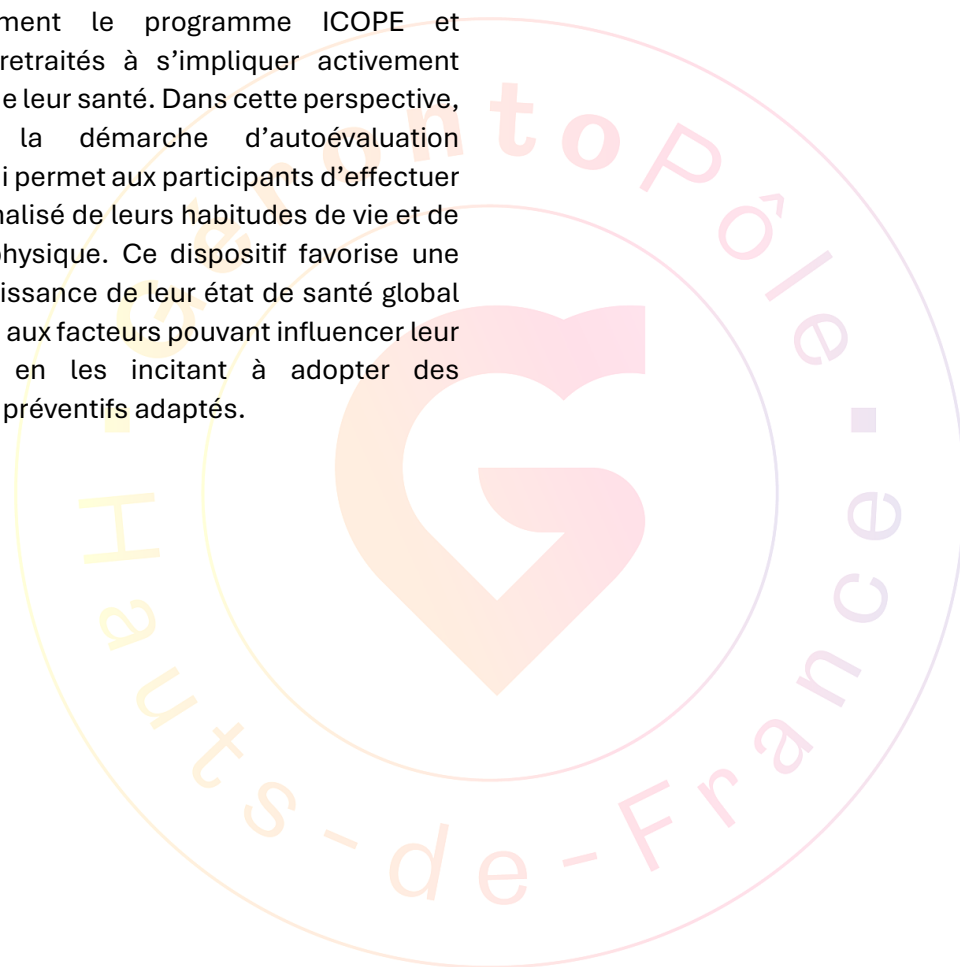 ment le programme ICOPE et
retraités à s’impliquer activement
e leur santé. Dans cette perspective,
la démarche d’autoévaluation
i permet aux participants d’effectuer
nalisé de leurs habitudes de vie et de
physique. Ce dispositif favorise une
issance de leur état de santé global
aux facteurs pouvant influencer leur
en les incitant à adopter des
préventifs adaptés.
GérontoPôle
Hauts-de-France